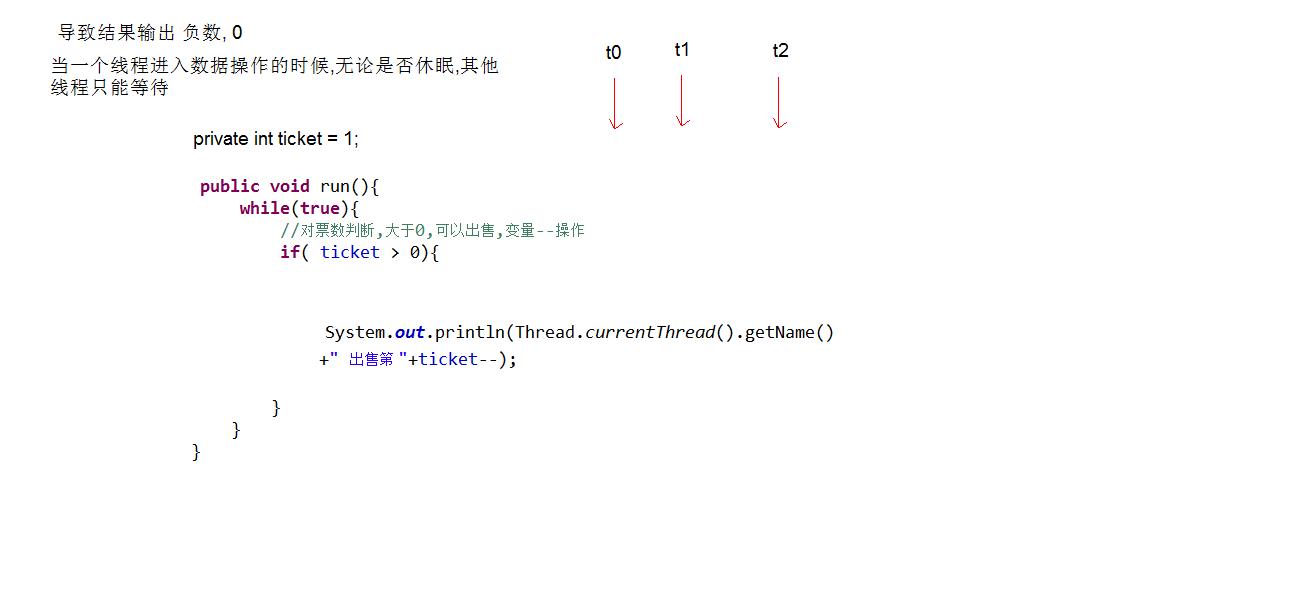 导致结果输出 负数, 0
当一个线程进入数据操作的时候,无论是否休眠,其他
线程只能等待
t0
t1
t2
private int ticket = 1;
public void run(){
while(true){
//对票数判断,大于0,可以出售,变量--操作
if( ticket > 0){
System.out.println(Thread.currentThread().getName()
+" 出售第 "+ticket--);
}
}
}